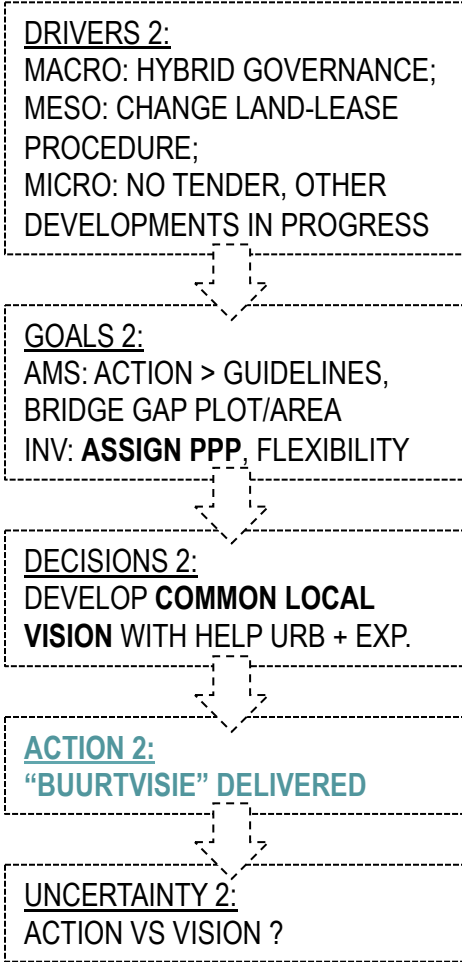 DRIVERS 2:
MACRO: HYBRID GOVERNANCE;
MESO: CHANGE LAND-LEASE
PROCEDURE;
MICRO: NO TENDER, OTHER
DEVELOPMENTS IN PROGRESS
GOALS 2:
AMS: ACTION > GUIDELINES,
BRIDGE GAP PLOT/AREA
INV: ASSIGN PPP, FLEXIBILITY
DECISIONS 2:
DEVELOP COMMON LOCAL
VISION WITH HELP URB + EXP.
ACTION 2:
“BUURTVISIE” DELIVERED
UNCERTAINTY 2:
ACTION VS VISION ?